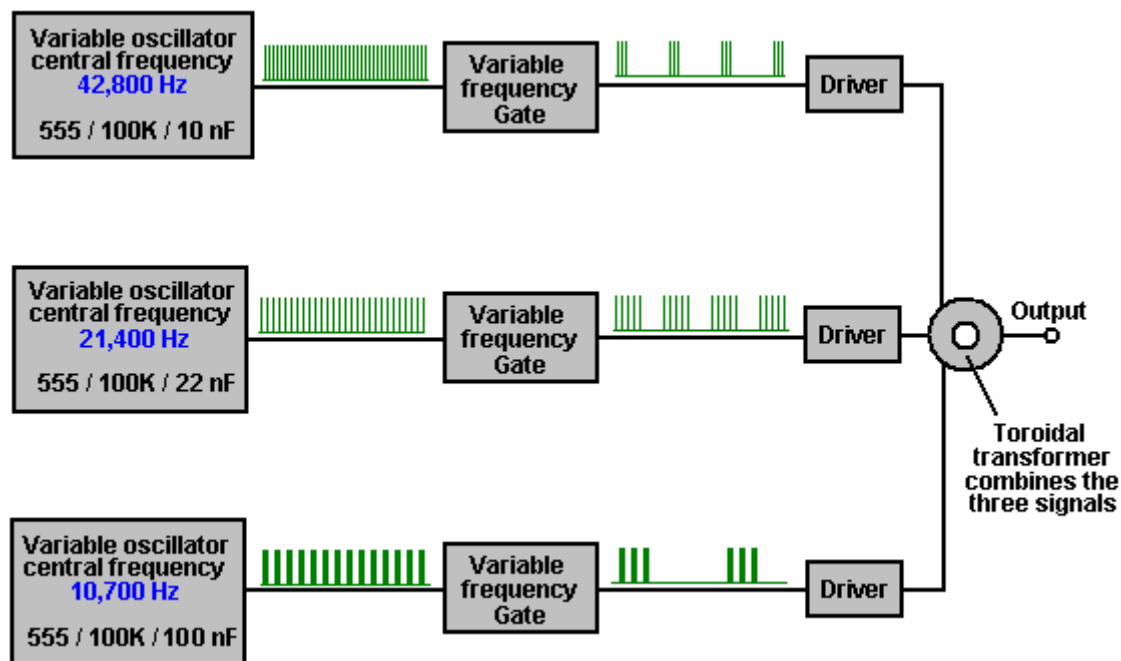 Variable oscillator
central frequency
42,800 Hz
555 / 100K / 10 nF
Variable
frequency
Gate
Driver
Variable oscillator
central frequency
21,400 Hz
555 / 100K / 22 nF
Variable
frequency
Gate
Driver
Output
Toroidal
transformer
combines the
three signals
Variable oscillator
central frequency
10,700 Hz
555 / 100K / 100 nF
Variable
frequency
Gate
Driver